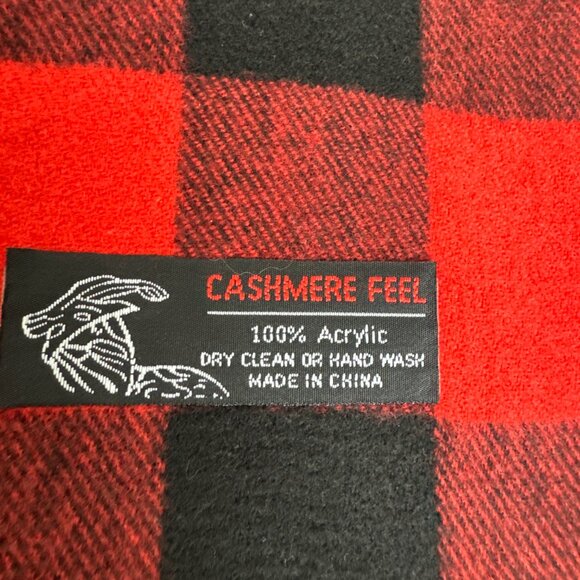 CASHMERE FEEL
100% Acrylic
DRY CLEAN OR HAND WASH
MADE IN CHINA